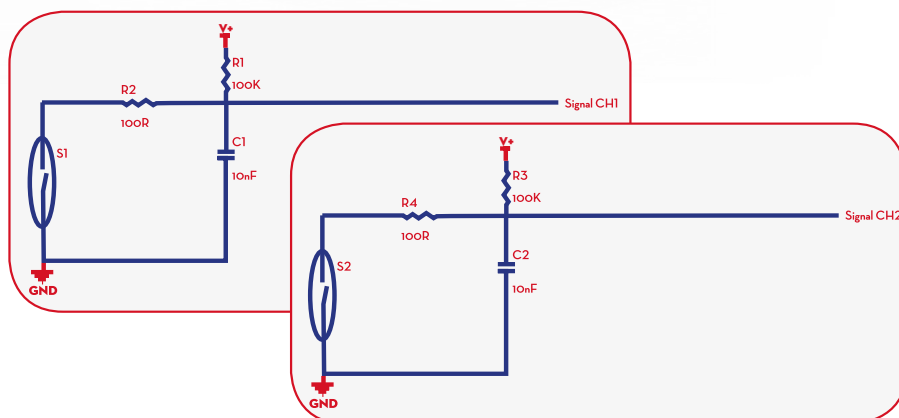 V+
R1
100K
R2
100R
Signal CH1
S1
C1
10nF
GND
V+
R3
100K
R4
100R
Signal CH2
S2
C2
10nF
GND